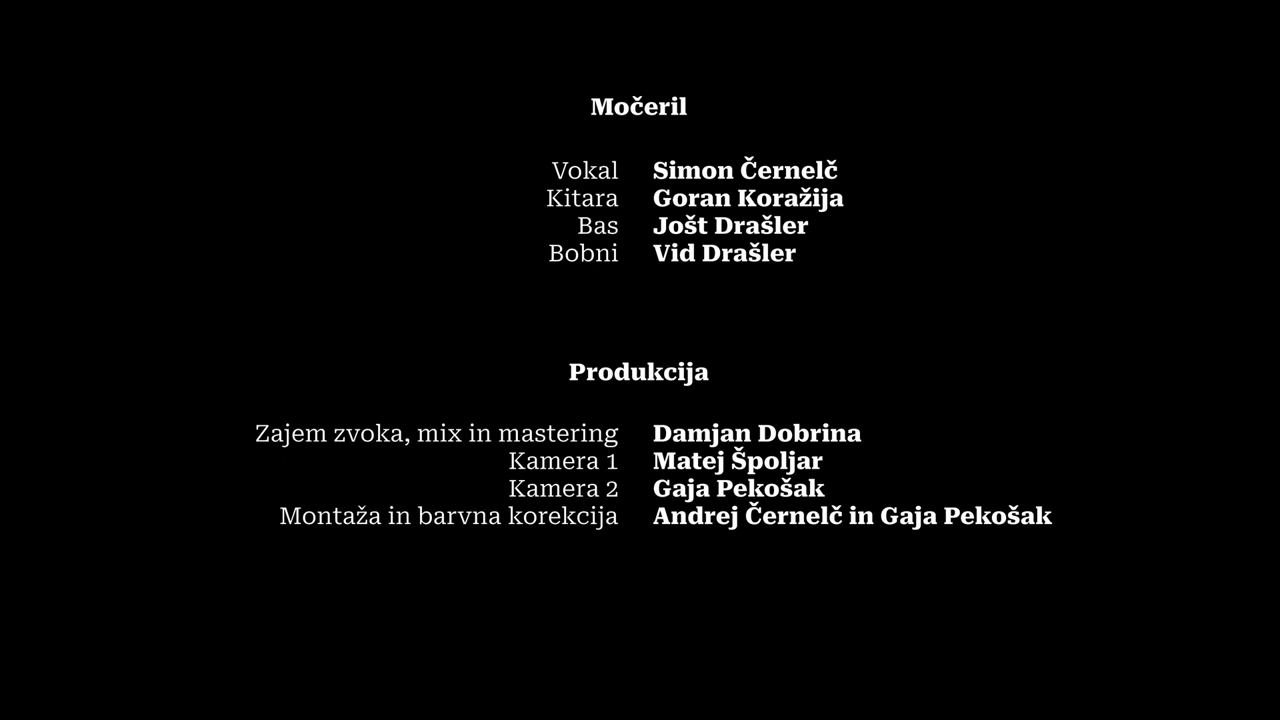 Močeril
Vokal Simon Černelč
Kitara Goran Koražija
Bas Jošt Drašler
Bobni Vid Drašler
Produkcija
Zajem zvoka, mix in mastering Damjan Dobrina
Kamera 1 Matej Špoljar
Kamera 2 Gaja Pekošak
Montaža in barvna korekcija Andrej Černelč in Gaja Pekošak